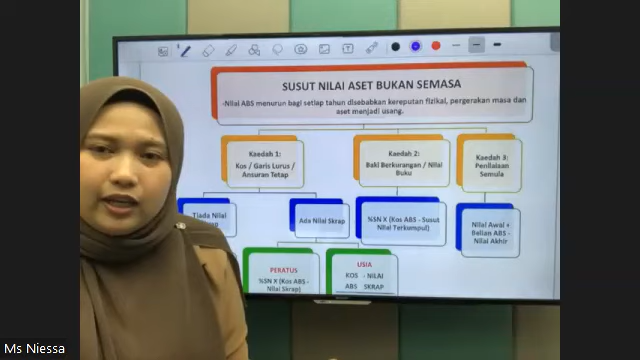 SUSUT NILAI ASET BUKAN SEMASA
-Nilai ABS menurun bagi setiap tahun disebabkan kereputan fizikal, pergerakan masa dan
aset menjadi usang.
Kaedah 1:
Kos / Garis Lurus /
Ansuran Tetap
Kaedah 2:
Baki Berkurangan / Nilai
Buku
Kaedah 3:
Penilaian
Semula
Tiada Nilai
Ada Nilai Skrap
%SN X (Kos ABS - Susut
Nilai Terkumpul)
Nilai Awal +
Belian ABS -
Nilai Akhir
PERATUS
%SN X (Kos ABS -
Nilai Skrap)
USIA
KOS - NILAI
ABS SKRAP
Ms Niessa